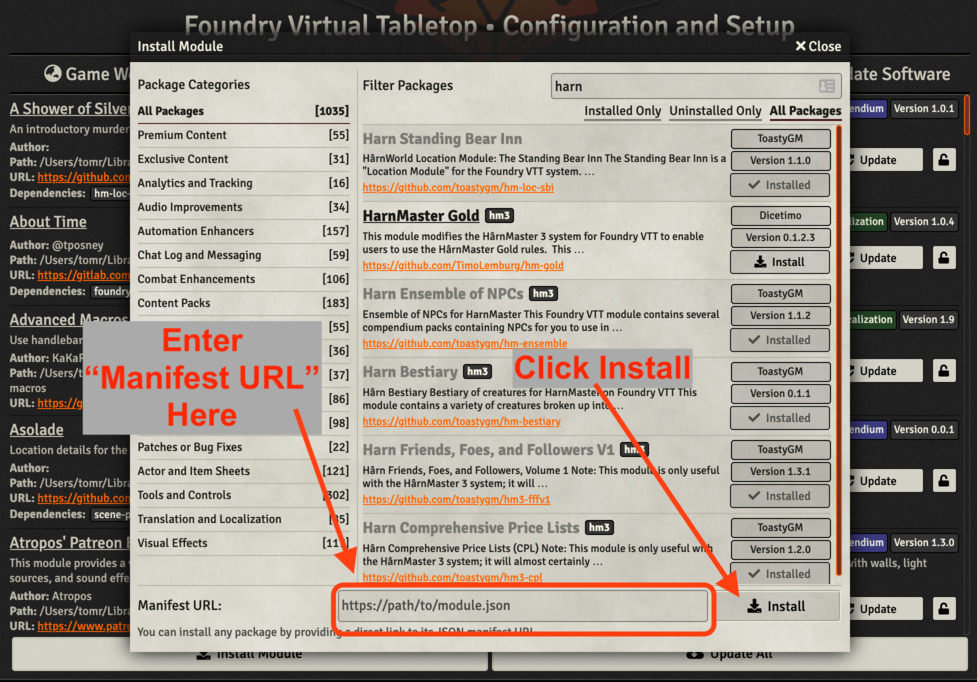 Foundry Virtual Tabletop • Configuration and Setup
Install Module
Close
Game
Update Software
Package Categories
All Packages [1035]
Premium Content [55]
Exclusive Content [31]
Analytics and Tracking [16]
Audio Improvements [34]
Automation Enhancers [157]
Chat Log and Messaging [59]
Combat Enhancements [106]
Content Packs [183]
[55]
[36]
[37]
[86]
[98]
Patches or Bug Fixes [22]
Actor and Item Sheets [121]
Tools and Controls
Translation and Localization
Visual Effects
Filter Packages harn
Installed Only Uninstalled Only All Packages
Harn Standing Bear Inn
HârnWorld Location Module: The Standing Bear Inn The Standing Bear Inn is a
"Location Module" for the Foundry VTT system. ...
https://github.com/toastygm/hm-loc-sbi
ToastyGM
Version 1.1.0
Installed
HarnMaster Gold hm3
This module modifies the HârnMaster 3 system for Foundry VTT to enable
users to use the HârnMaster Gold rules. This ...
https://github.com/TimoLemburg/hm-gold
Dicetimo
Version 0.1.2.3
Install
Harn Ensemble of NPCs hm3
Ensemble of NPCs for HarnMaster This Foundry VTT module contains several
compendium packs containing NPCs for you to use in ...
https://github.com/toastygm/hm-ensemble
ToastyGM
Version 1.1.2
Installed
Harn Bestiary hm3
Hârn Bestiary Bestiary of creatures for HarnMaster on Foundry VTT This
module contains a variety of creatures broken up into ...
https://github.com/toastygm/hm-bestiary
ToastyGM
Version 0.1.1
Installed
Harn Friends, Foes, and Followers V1 hm3
Hârn Friends, Foes, and Followers, Volume 1 Note: This module is only useful
with the HârnMaster 3 system; it will ...
https://github.com/toastygm/hm3-fffv1
ToastyGM
Version 1.3.1
Installed
Harn Comprehensive Price Lists hm3
Hârn Comprehensive Price Lists (CPL) Note: This module is only useful with
the HârnMaster 3 system; it will almost certainly ...
https://github.com/toastygm/hm3-cpl
ToastyGM
Version 1.2.0
Installed
Manifest URL: https://path/to/module.json Install
You can install any package by providing a direct link to its JSON manifest URL
Enter
“Manifest URL”
Here
Click Install
A Shower of Silver
An introductory murder
Author:
Path: /Users/tomr/Libra
URL: https://github.com
Dependencies: hm-loc-
About Time
Author: @tposney
Path: /Users/tomr/Libra
URL: https://gitlab.com
Dependencies: foundry
Advanced Macros
Use handlebar
Author: KaKaR
Path: /Users/t
macros
URL: https://g
Asolade
Location details for the
Author:
Path: /Users/tomr/Libra
URL: https://github.com
Dependencies: scene-p
Atropos' Patreon
This module provides a
sources, and sound effe
Author: Atropos
Path: /Users/tomr/Libra
URL: https://www.patre
endium Version 1.0.1
Update
lization Version 1.0.4
Update
alization Version 1.9
Update
endium Version 0.0.1
Update
endium Version 1.3.0
with walls, light
Update
Install Module
Update All